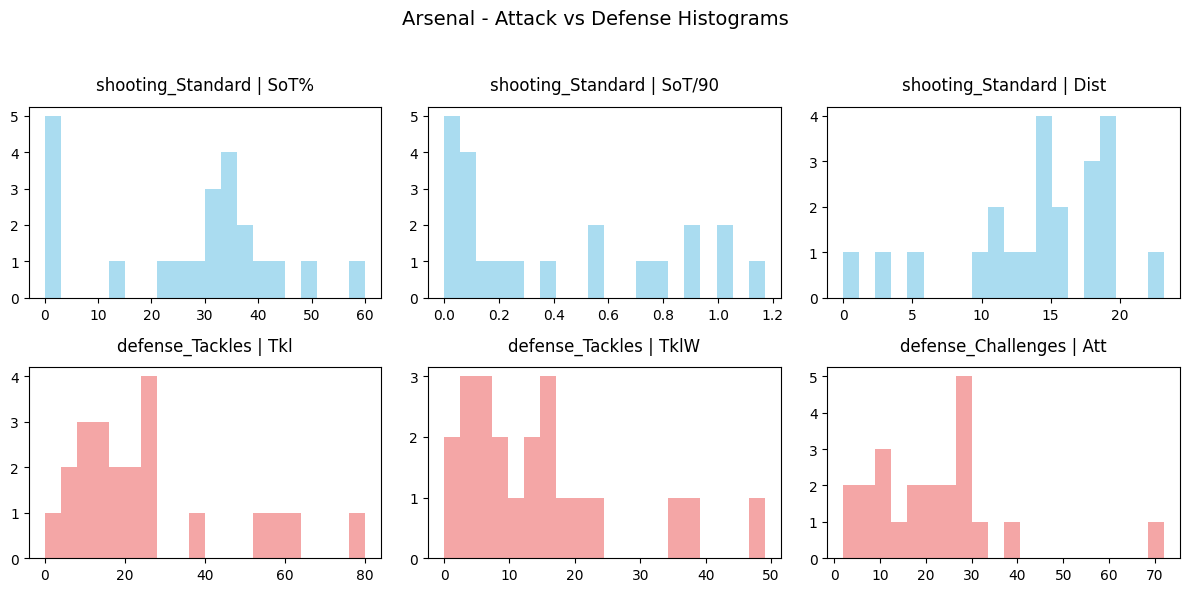 Arsenal - Attack vs Defense Histograms
shooting_Standard | SoT%
5
4
3
2
1
0
0 10 20 30 40 50 60
shooting_Standard | SoT/90
5
4
3
2
1
0
0.0 0.2 0.4 0.6 0.8 1.0 1.2
shooting_Standard | Dist
4
3
2
1
0
0 5 10 15 20
defense_Tackles | Tkl
4
3
2
1
0
0 20 40 60 80
defense_Tackles | TklW
3
2
1
0
0 10 20 30 40 50
defense_Challenges | Att
5
4
3
2
1
0
0 10 20 30 40 50 60 70